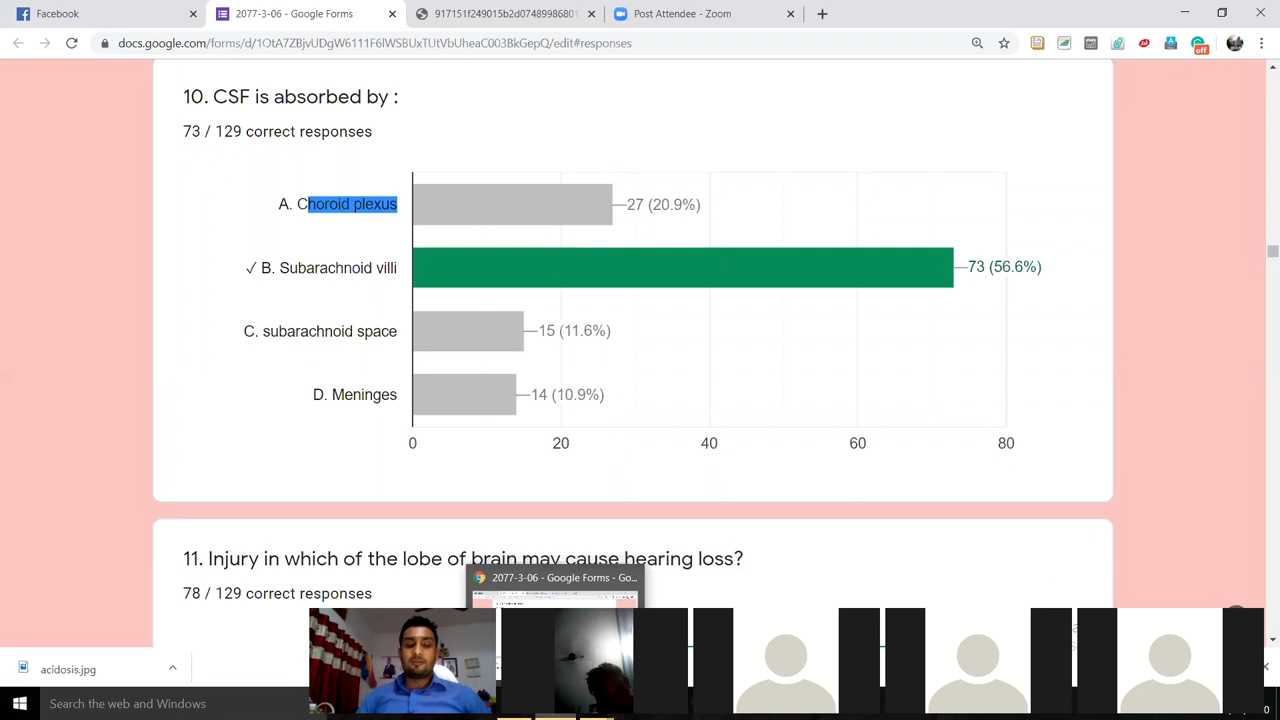 Facebook
2077-3-06 - Google Forms
917151f249015b2d07489986801
Post Attendee - Zoom
docs.google.com/forms/d/1OtA7ZBjvUDgW6111F6lWSBUxTUtVbUheaC003BkGepQ/edit#responses
off
10. CSF is absorbed by :
73 / 129 correct responses
A. Choroid plexus
27 (20.9%)
✓ B. Subarachnoid villi
73 (56.6%)
C. subarachnoid space
15 (11.6%)
D. Meninges
14 (10.9%)
0 20 40 60 80
11. Injury in which of the lobe of brain may cause hearing loss?
2077-3-06 - Google Forms - Go...
78 / 129 correct responses
acidosis.jpg
Search the web and Windows